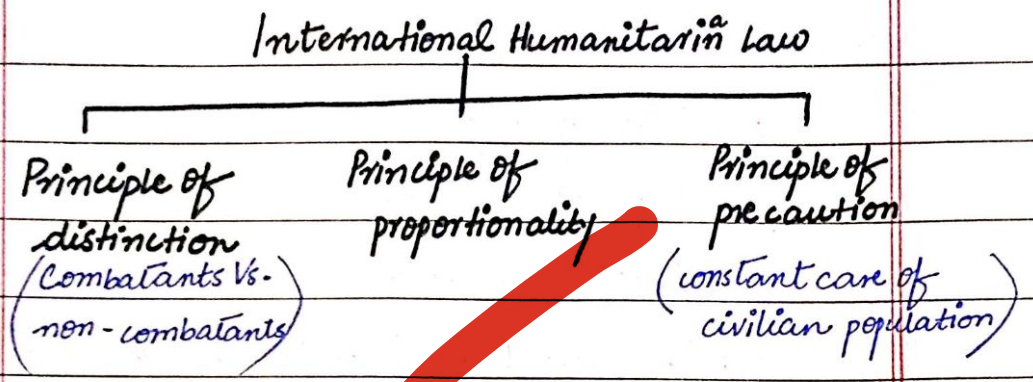 International Humanitarian Law
Principle of
distinction
(Combatants Vs.
non-combatants)
Principle of
proportionality
Principle of
precaution
(constant care of
civilian population)